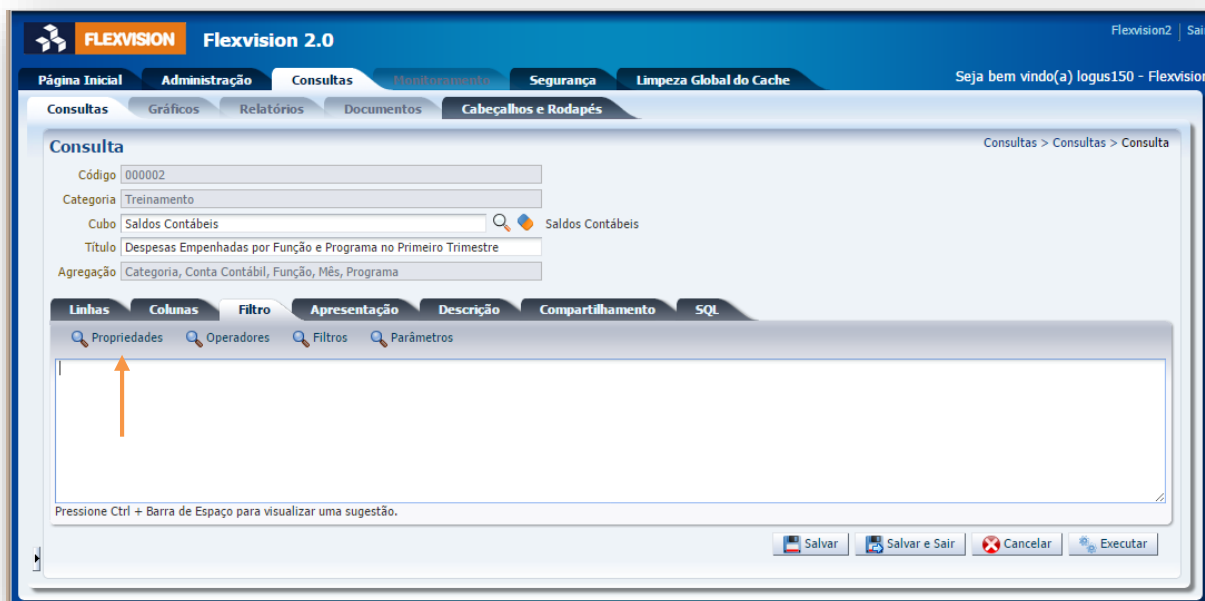 FLEXVISION Flexvision 2.0 Flexvision2 Sai
Página Inicial Administração Consultas Monitoramento Segurança Limpeza Global do Cache Seja bem vindo(a) logus150 - Flexvision
Consultas Gráficos Relatórios Documentos Cabeçalhos e Rodapés
Consulta Consultas > Consultas > Consulta
Código 000002
Categoria Treinamento
Cubo Saldos Contábeis Saldos Contábeis
Título Despesas Empenhadas por Função e Programa no Primeiro Trimestre
Agregação Categoria, Conta Contábil, Função, Mês, Programa
Linhas Colunas Filtro Apresentação Descrição Compartilhamento SQL
Propriedades Operadores Filtros Parâmetros
Pressione Ctrl + Barra de Espaço para visualizar uma sugestão.
Salvar Salvar e Sair Cancelar Executar